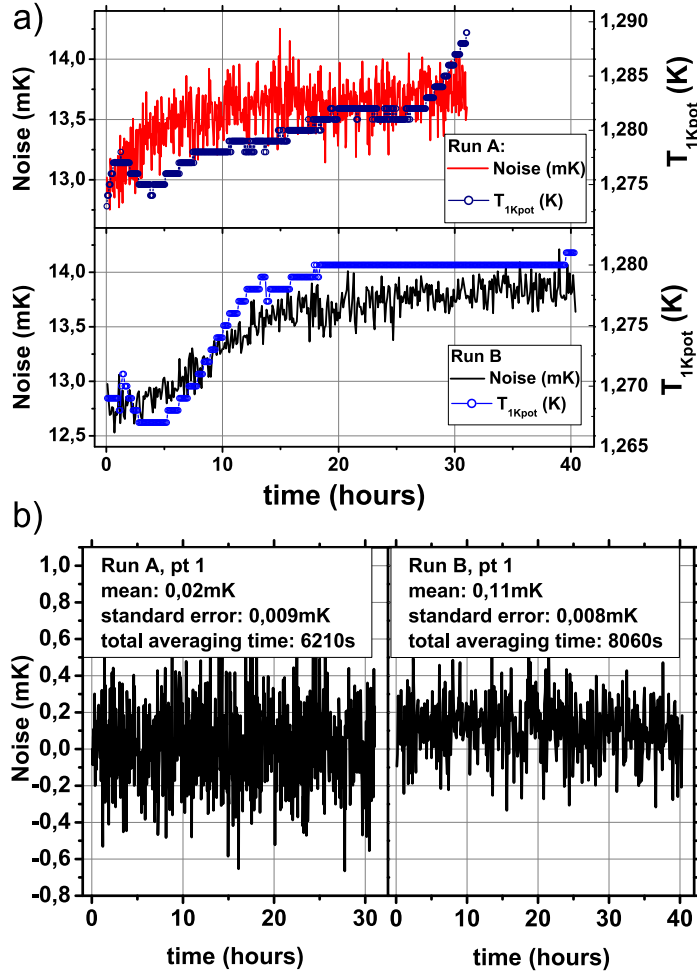 a)
14,0
13,5
13,0
Noise (mK)
1,290
1,285
1,280
1,275
T1Kpot (K)
Run A:
Noise (mK)
T1Kpot (K)
14,0
13,5
13,0
12,5
Noise (mK)
1,280
1,275
1,270
1,265
T1Kpot (K)
Run B
Noise (mK)
T1Kpot (K)
0 10 20 30 40
time (hours)
b)
1,0
0,8
0,6
0,4
0,2
0,0
-0,2
-0,4
-0,6
-0,8
Noise (mK)
Run A, pt 1
mean: 0,02mK
standard error: 0,009mK
total averaging time: 6210s
Run B, pt 1
mean: 0,11mK
standard error: 0,008mK
total averaging time: 8060s
0 10 20 30
0 10 20 30 40
time (hours)
time (hours)